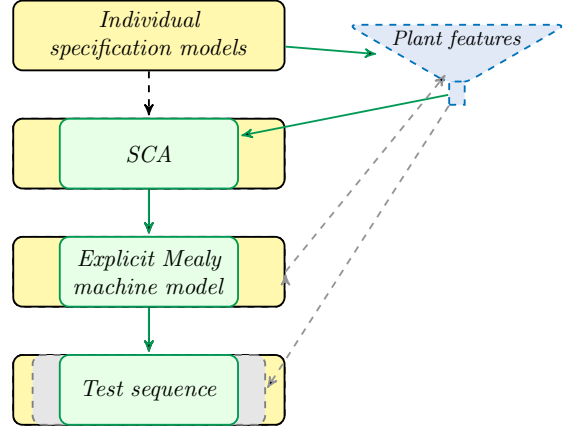 Individual
specification models
Plant features
SCA
Explicit Mealy
machine model
Test sequence